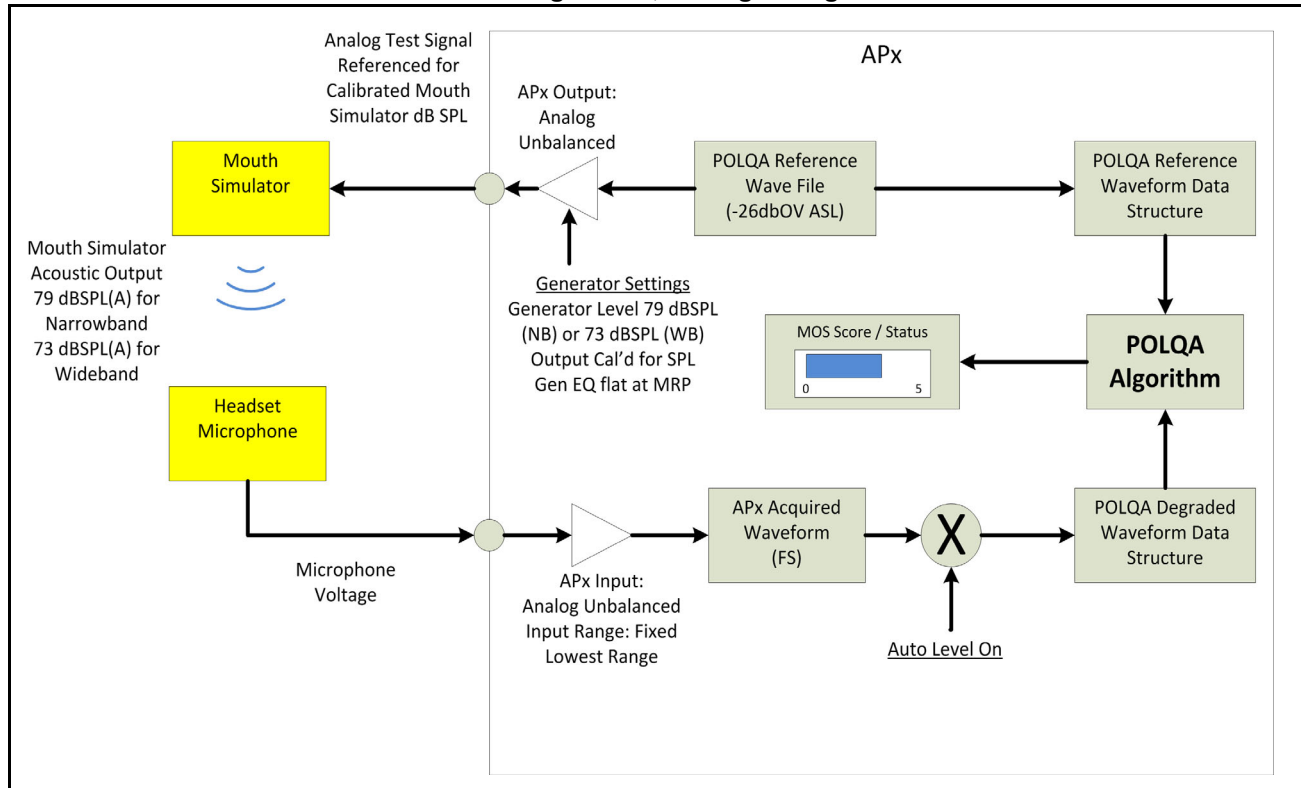 Analog Test Signal
Referenced for
Calibrated Mouth
Simulator dB SPL
APx
APx Output:
Analog
Unbalanced
Mouth
Simulator
POLQA Reference
Wave File
(-26dbOV ASL)
POLQA Reference
Waveform Data
Structure
Mouth Simulator
Acoustic Output
79 dBSPL(A) for
Narrowband
73 dBSPL(A) for
Wideband
Generator Settings
Generator Level 79 dBSPL
(NB) or 73 dBSPL (WB)
Output Cal’d for SPL
Gen EQ flat at MRP
MOS Score / Status
0 5
POLQA
Algorithm
Headset
Microphone
Microphone
Voltage
APx Input:
Analog Unbalanced
Input Range: Fixed
Lowest Range
APx Acquired
Waveform
(FS)
X
Auto Level On
POLQA Degraded
Waveform Data
Structure